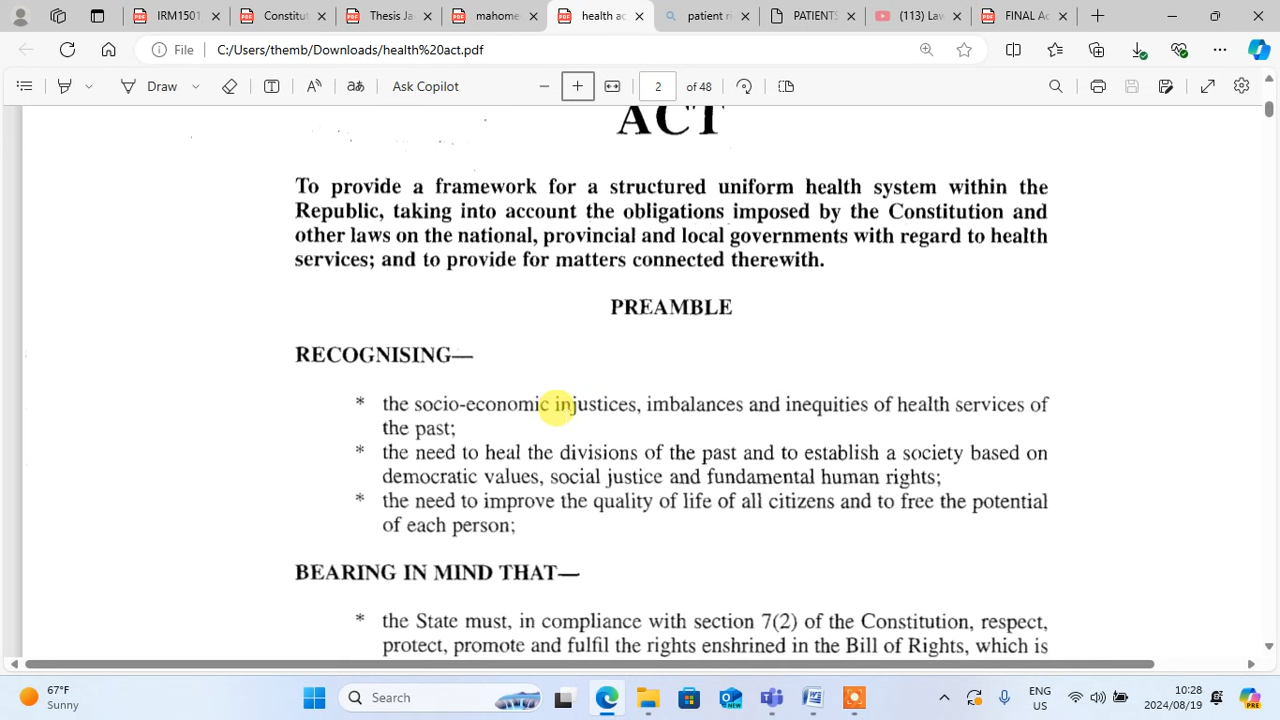 IRM1501
Constitut
Thesis Ja
mahome
health ac
patient ri
PATIENTS
(113) La
FINAL Ac
File
C:/Users/themb/Downloads/health%20act.pdf
Draw
aあ
Ask Copilot
2 of 48
ACT
To provide a framework for a structured uniform health system within the
Republic, taking into account the obligations imposed by the Constitution and
other laws on the national, provincial and local governments with regard to health
services; and to provide for matters connected therewith.
PREAMBLE
RECOGNISING—
* the socio-economic injustices, imbalances and inequities of health services of
the past;
* the need to heal the divisions of the past and to establish a society based on
democratic values, social justice and fundamental human rights;
* the need to improve the quality of life of all citizens and to free the potential
of each person;
BEARING IN MIND THAT—
* the State must, in compliance with section 7(2) of the Constitution, respect,
protect, promote and fulfil the rights enshrined in the Bill of Rights, which is
67°F
Sunny
Search
ENG
US
10:28
2024/08/19